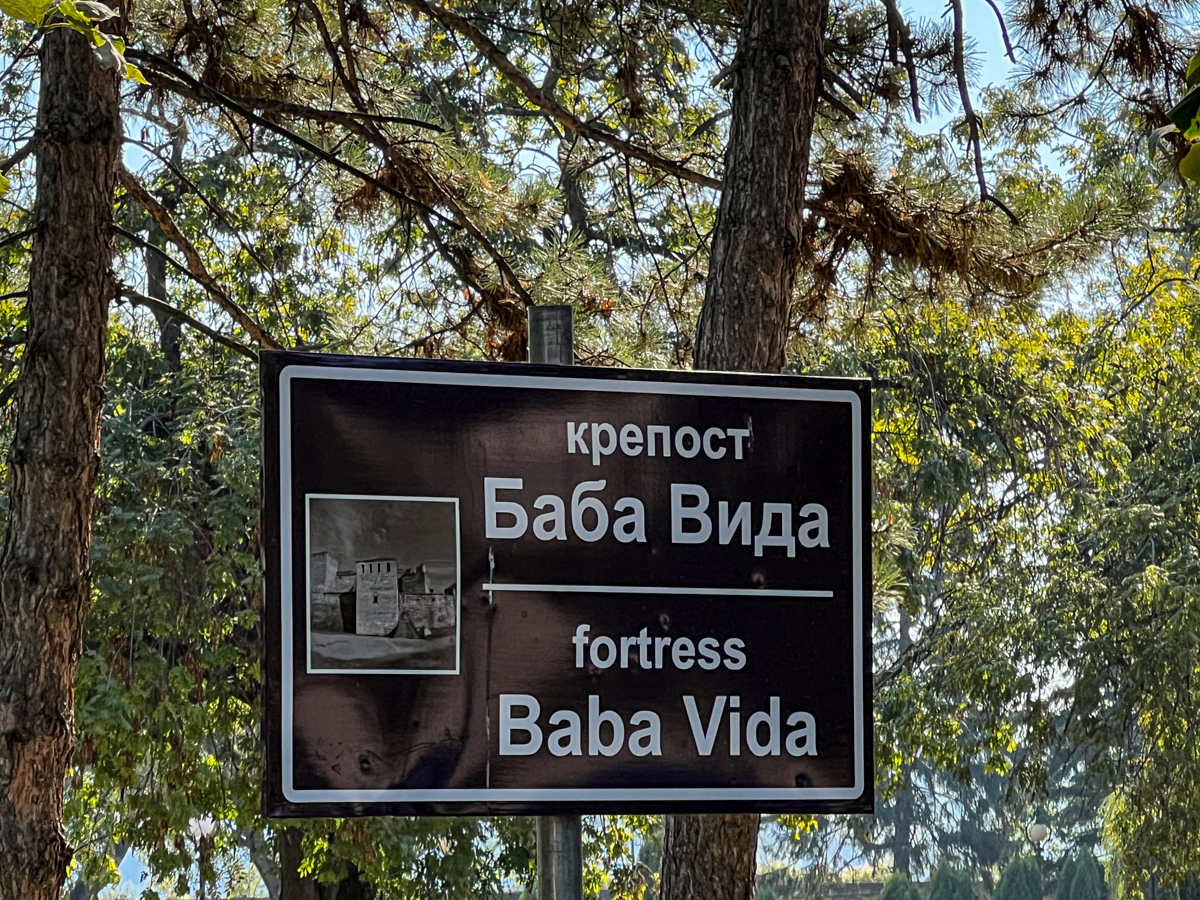 крепост
Баба Вида
fortress
Baba Vida